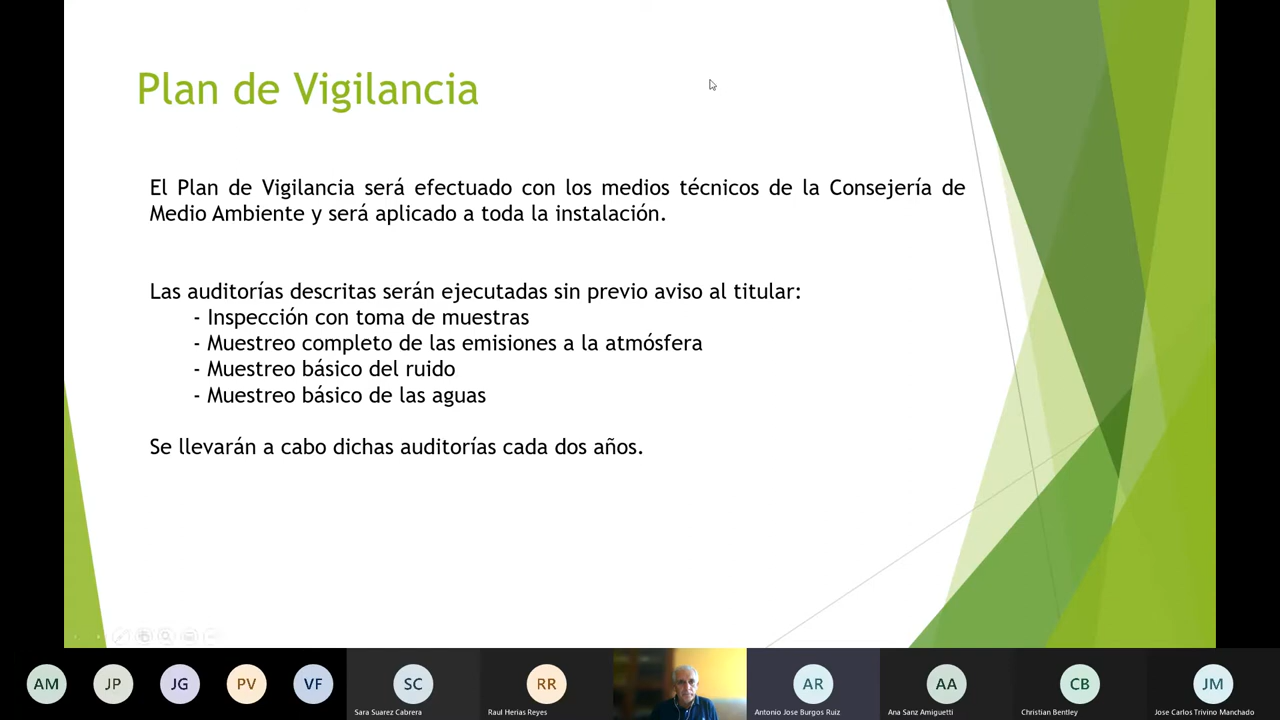 Plan de Vigilancia
El Plan de Vigilancia será efectuado con los medios técnicos de la Consejería de
Medio Ambiente y será aplicado a toda la instalación.
Las auditorías descritas serán ejecutadas sin previo aviso al titular:
- Inspección con toma de muestras
- Muestreo completo de las emisiones a la atmósfera
- Muestreo básico del ruido
- Muestreo básico de las aguas
Se llevarán a cabo dichas auditorías cada dos años.
AM JP JG PV VF SC RR AR AA CB JM
Sara Suarez Cabrera Raul Herias Reyes Antonio Jose Burgos Ruiz Ana Sanz Amiguetti Christian Bentley Jose Carlos Trivino Manchado